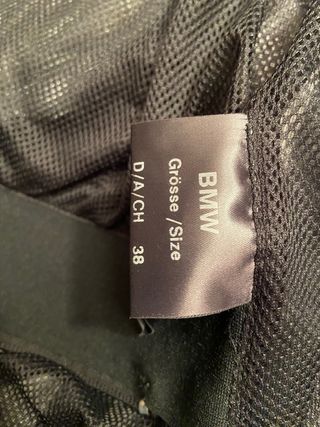 BMW
Grösse /Size
D/A/CH 38